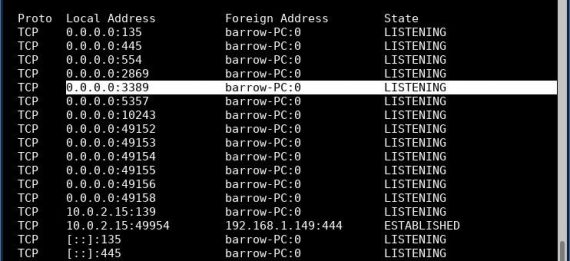 Proto Local Address Foreign Address State
TCP 0.0.0.0:135 barrow-PC:0 LISTENING
TCP 0.0.0.0:445 barrow-PC:0 LISTENING
TCP 0.0.0.0:554 barrow-PC:0 LISTENING
TCP 0.0.0.0:2869 barrow-PC:0 LISTENING
TCP 0.0.0.0:3389 barrow-PC:0 LISTENING
TCP 0.0.0.0:5357 barrow-PC:0 LISTENING
TCP 0.0.0.0:10243 barrow-PC:0 LISTENING
TCP 0.0.0.0:49152 barrow-PC:0 LISTENING
TCP 0.0.0.0:49153 barrow-PC:0 LISTENING
TCP 0.0.0.0:49154 barrow-PC:0 LISTENING
TCP 0.0.0.0:49155 barrow-PC:0 LISTENING
TCP 0.0.0.0:49156 barrow-PC:0 LISTENING
TCP 0.0.0.0:49158 barrow-PC:0 LISTENING
TCP 10.0.2.15:139 barrow-PC:0 LISTENING
TCP 10.0.2.15:49954 192.168.1.149:444 ESTABLISHED
TCP [::]:135 barrow-PC:0 LISTENING
TCP [::]:445 barrow-PC:0 LISTENING